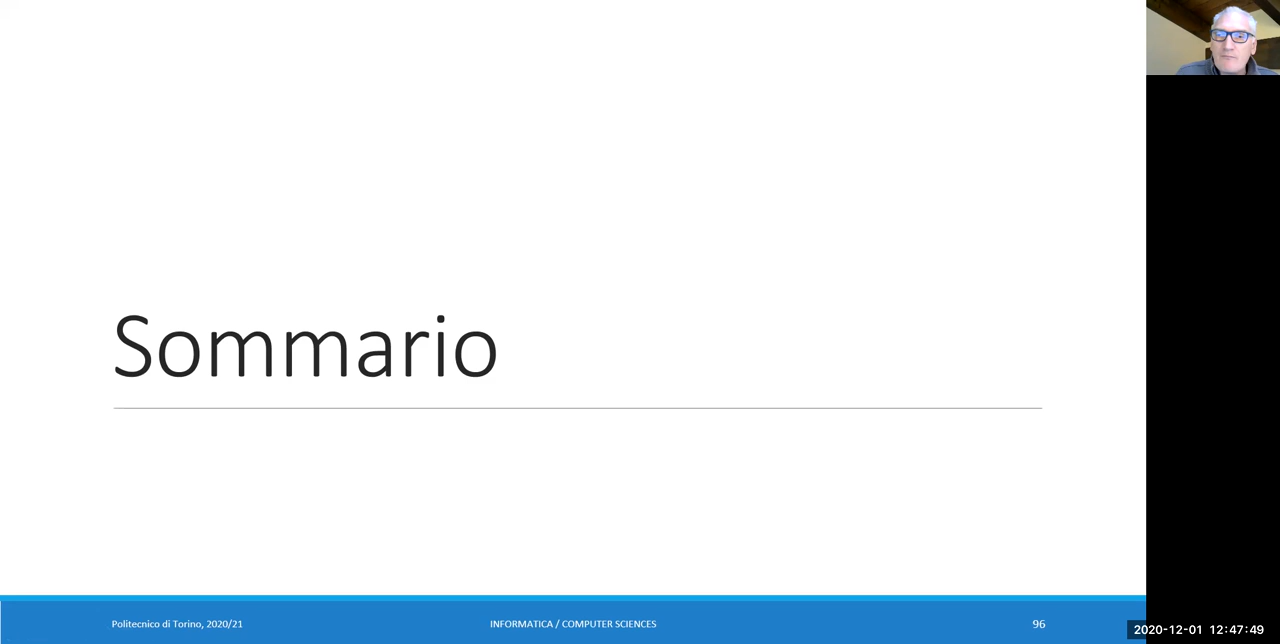 Sommario
Politecnico di Torino, 2020/21
INFORMATICA / COMPUTER SCIENCES
96
2020-12-01 12:47:49